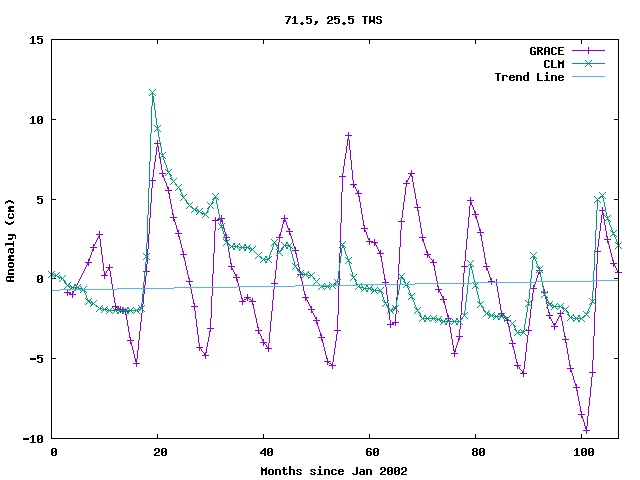 71.5, 25.5 TWS
GRACE
CLM
Trend Line
15
10
5
0
-5
-10
Anomaly (cm)
0 20 40 60 80 100
Months since Jan 2002